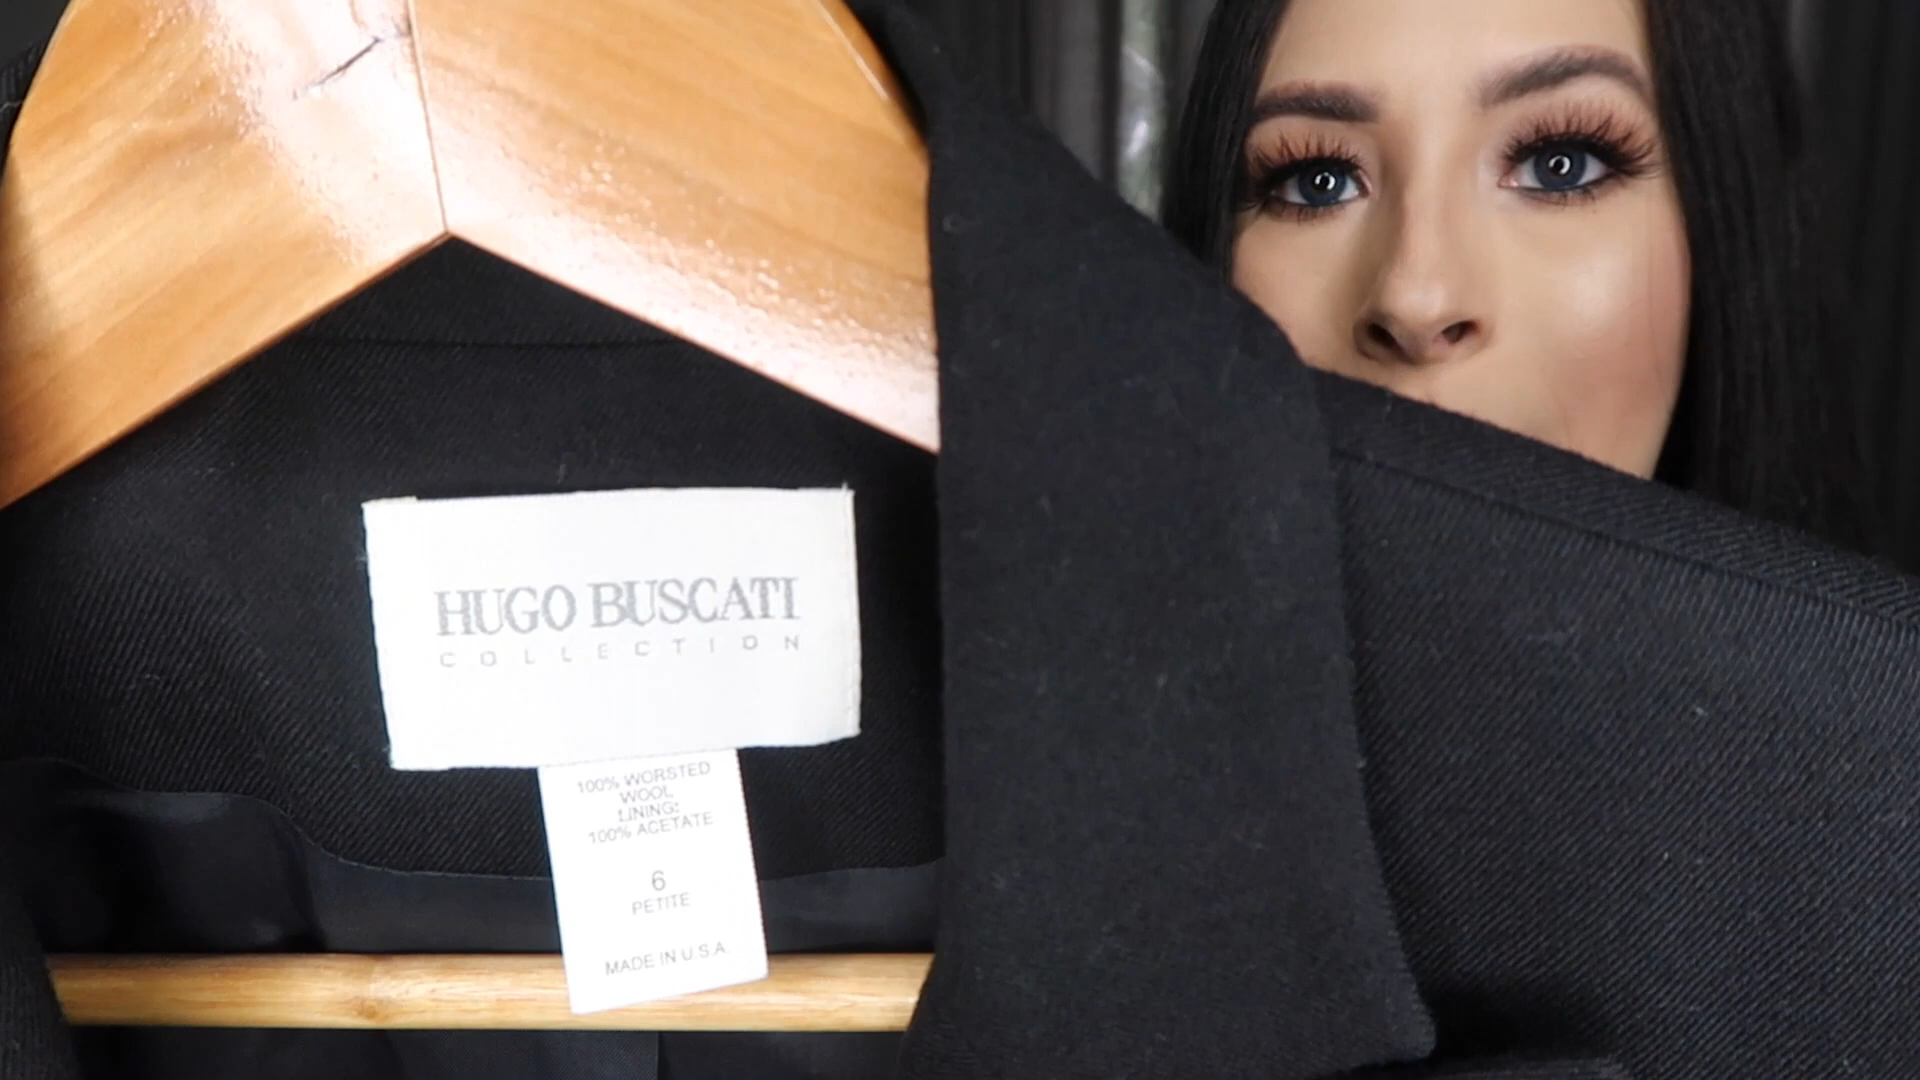 HUGO BUSCATI
COLLECTION
100% WORSTED
WOOL
LINING:
100% ACETATE
6
PETITE
MADE IN U.S.A.